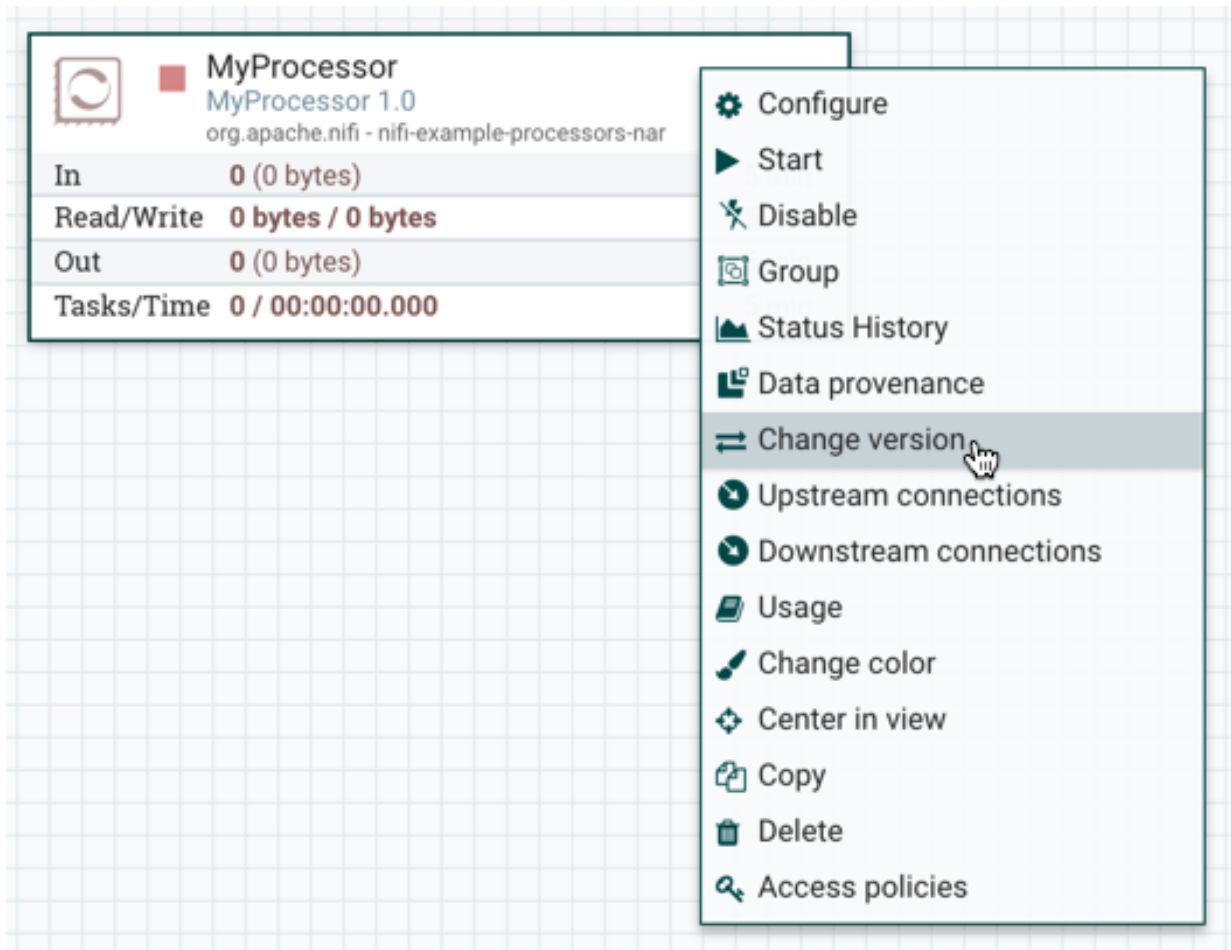 MyProcessor
MyProcessor 1.0
org.apache.nifi - nifi-example-processors-nar
In 0 (0 bytes)
Read/Write 0 bytes / 0 bytes
Out 0 (0 bytes)
Tasks/Time 0 / 00:00:00.000 5 min
Configure
Start
Disable
Group
Status History
Data provenance
Change version
Upstream connections
Downstream connections
Usage
Change color
Center in view
Copy
Delete
Access policies